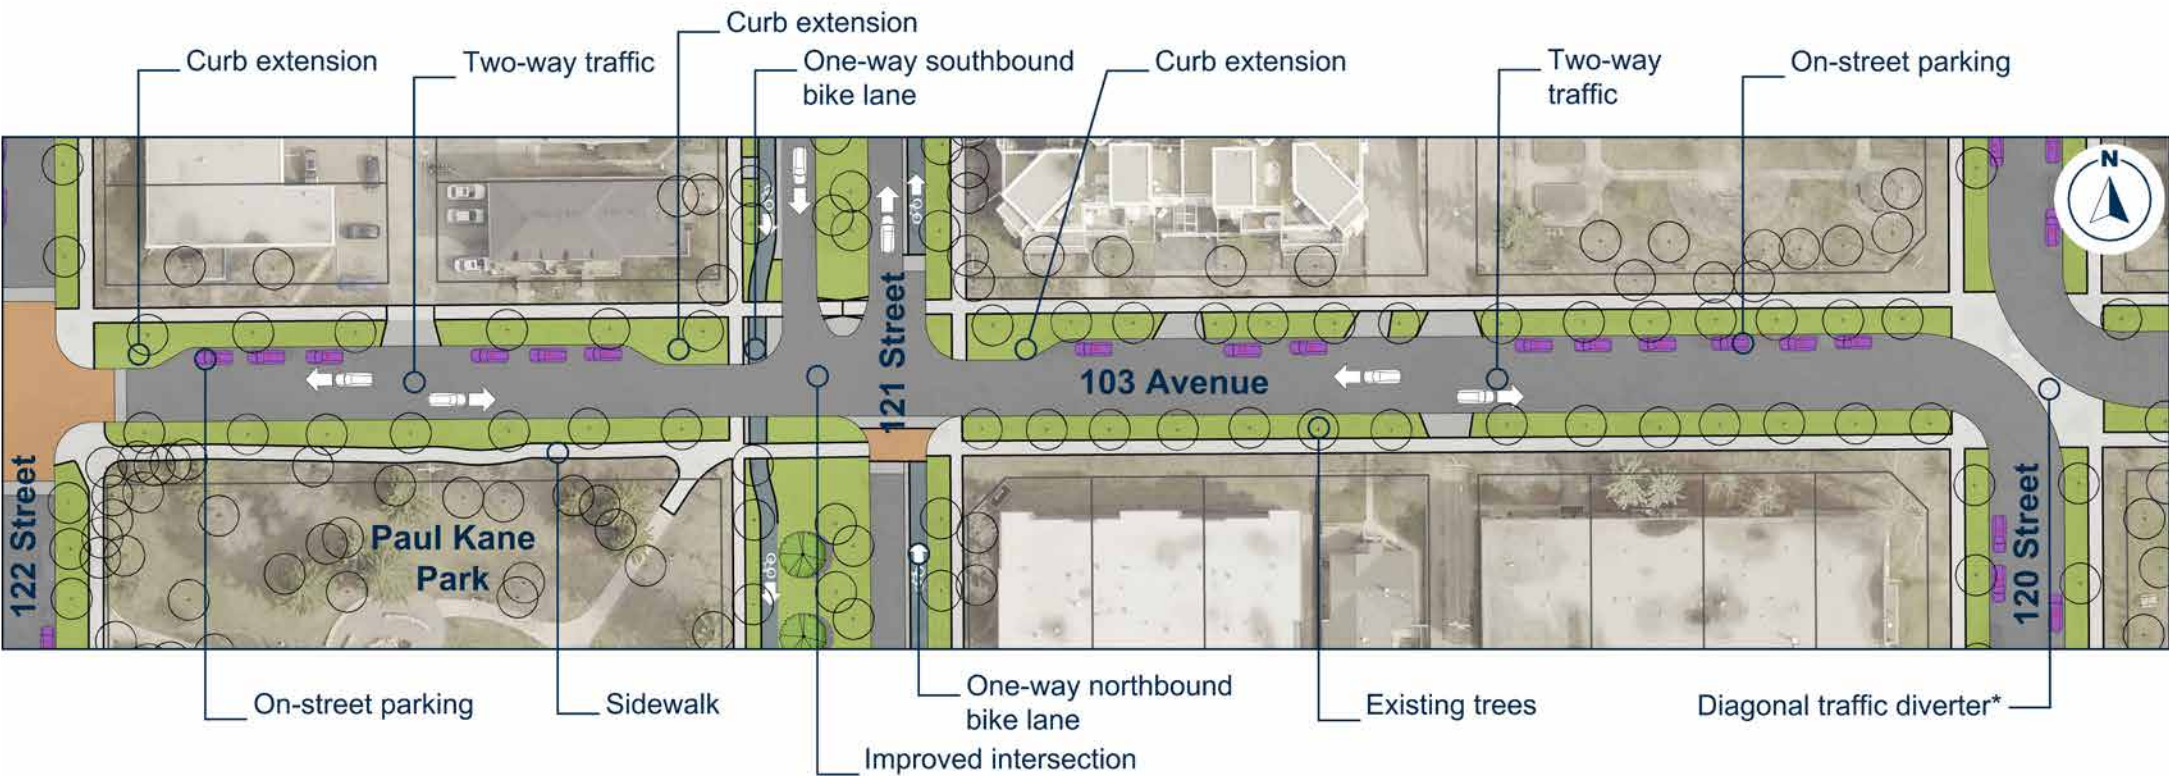 Curb extension
Curb extension
Two-way traffic
One-way southbound
bike lane
Curb extension
Two-way
traffic
On-street parking
N
121 Street
103 Avenue
122 Street
Paul Kane
Park
120 Street
On-street parking
Sidewalk
One-way northbound
bike lane
Improved intersection
Existing trees
Diagonal traffic diverter*